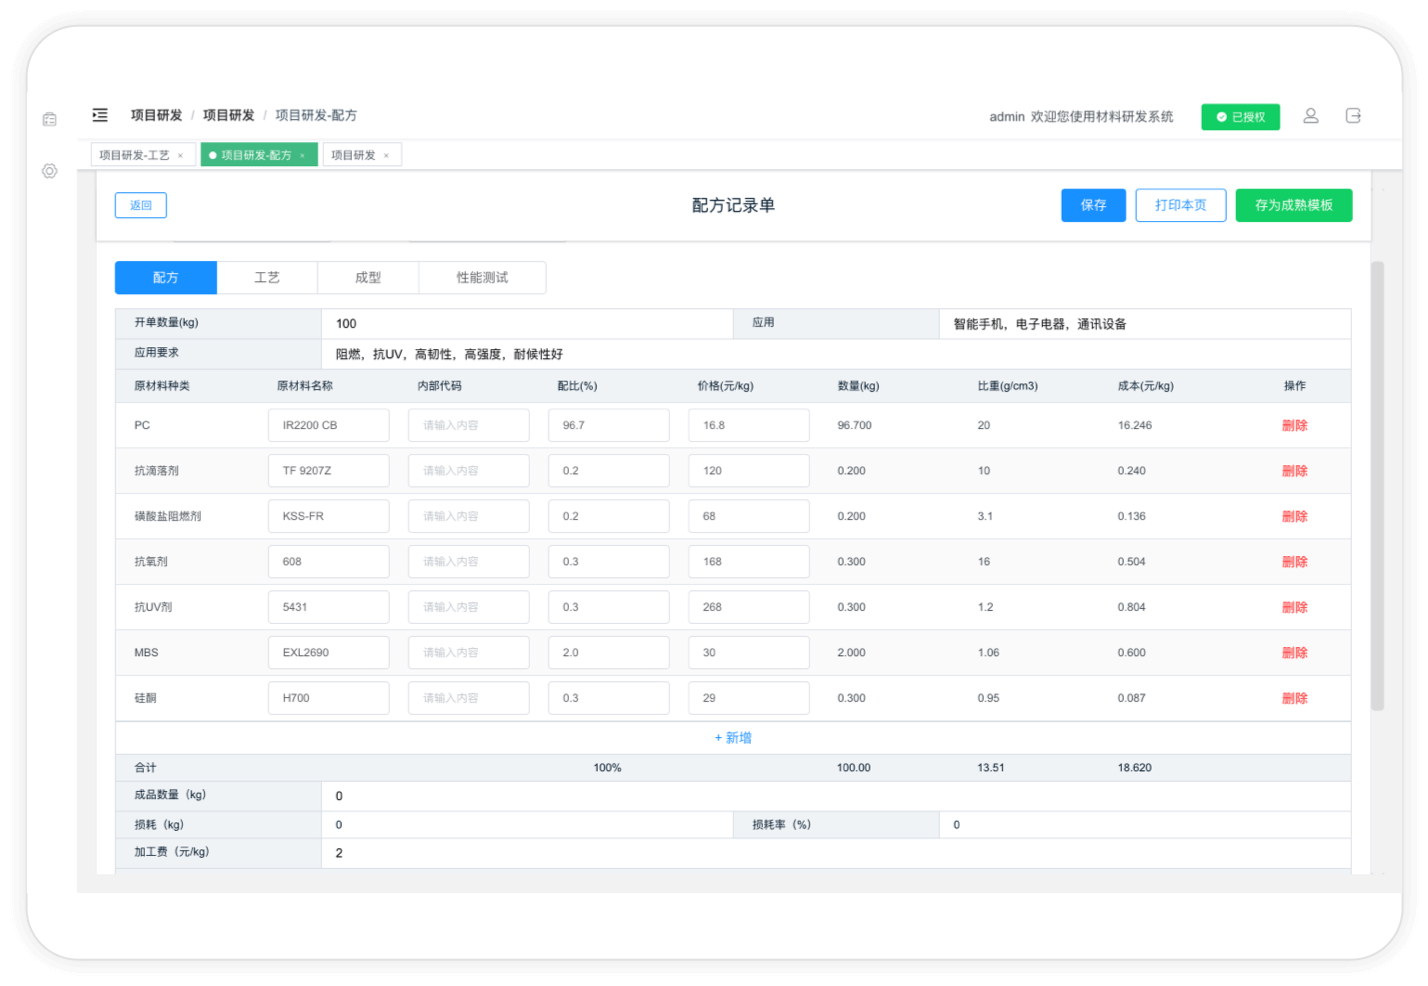 项目研发 / 项目研发 / 项目研发-配方
admin 欢迎您使用材料研发系统
已授权
项目研发-工艺 ×
项目研发-配方 ×
项目研发 ×
返回
配方记录单
保存
打印本页
存为成熟模板
配方 工艺 成型 性能测试
开单数量(kg) 100 应用 智能手机，电子电器，通讯设备
应用要求 阻燃，抗UV，高韧性，高强度，耐候性好
原材料种类 原材料名称 内部代码 配比(%) 价格(元/kg) 数量(kg) 比重(g/cm3) 成本(元/kg) 操作
PC IR2200 CB 请输入内容 96.7 16.8 96.700 20 16.246 删除
抗滴落剂 TF 9207Z 请输入内容 0.2 120 0.200 10 0.240 删除
磺酸盐阻燃剂 KSS-FR 请输入内容 0.2 68 0.200 3.1 0.136 删除
抗氧剂 608 请输入内容 0.3 168 0.300 16 0.504 删除
抗UV剂 5431 请输入内容 0.3 268 0.300 1.2 0.804 删除
MBS EXL2690 请输入内容 2.0 30 2.000 1.06 0.600 删除
硅酮 H700 请输入内容 0.3 29 0.300 0.95 0.087 删除
+ 新增
合计 100% 100.00 13.51 18.620
成品数量（kg） 0
损耗（kg） 0 损耗率（%） 0
加工费（元/kg） 2